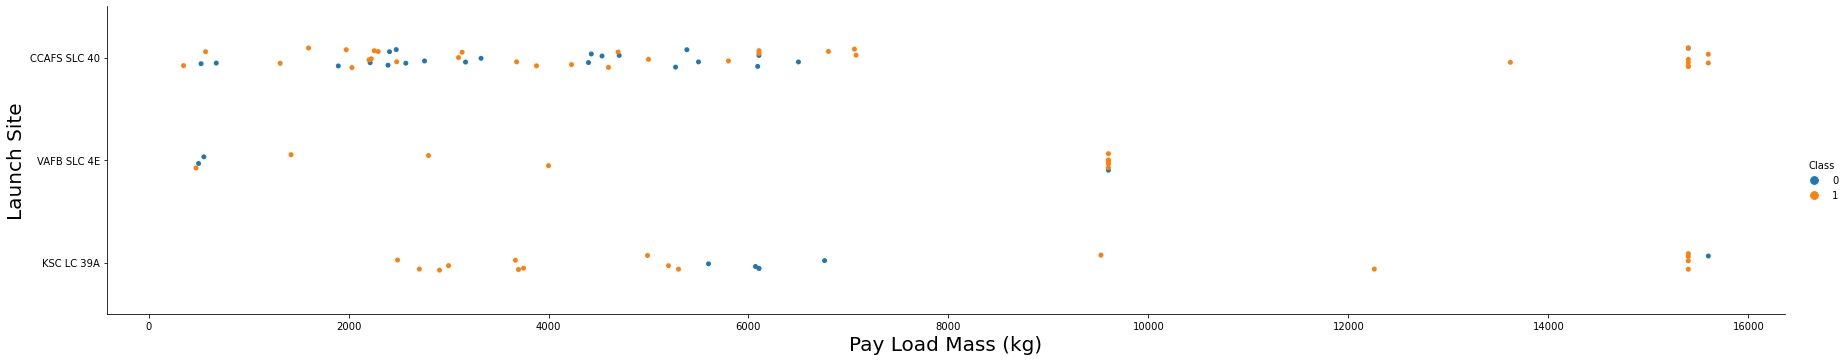 Launch Site
CCAFS SLC 40
VAFB SLC 4E
KSC LC 39A
0 2000 4000 6000 8000 10000 12000 14000 16000
Pay Load Mass (kg)
Class
0
1